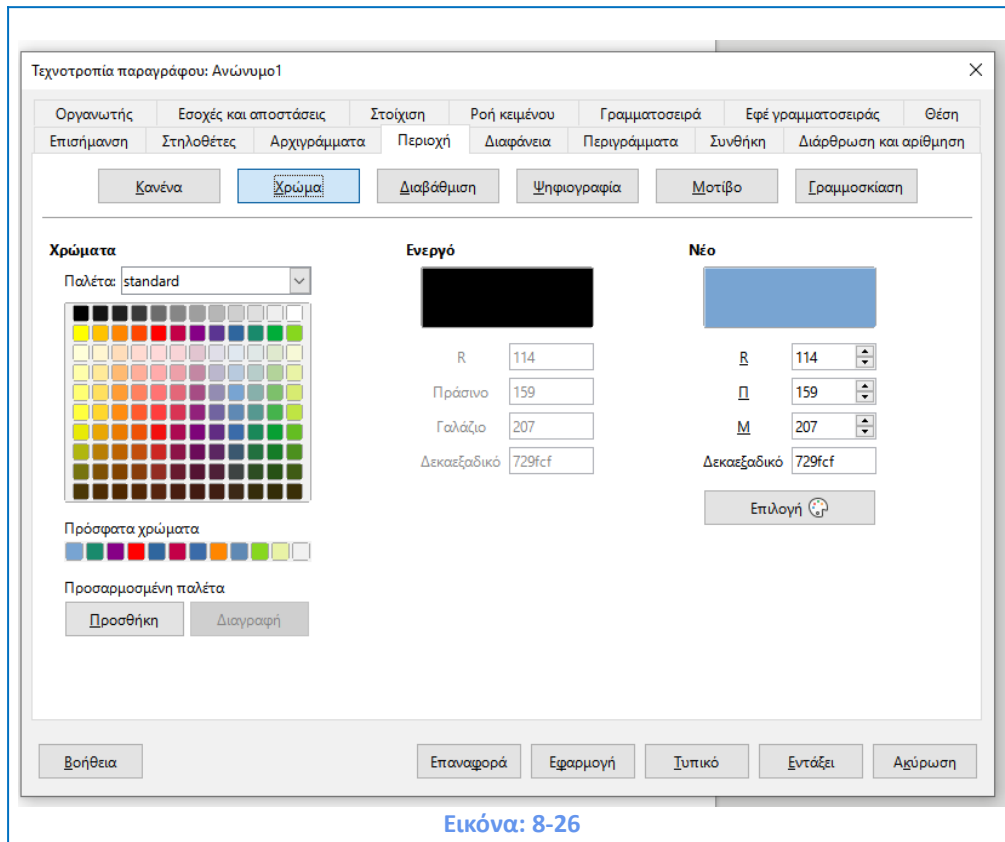 Τεχνοτροπία παραγράφου: Ανώνυμο1
Οργανωτής Εσοχές και αποστάσεις Στοίχιση Ροή κειμένου Γραμματοσειρά Εφέ γραμματοσειράς Θέση
Επισήμανση Στηλοθέτες Αρχιγράμματα Περιοχή Διαφάνεια Περιγράμματα Συνθήκη Διάρθρωση και αρίθμηση
Κανένα Χρώμα Διαβάθμιση Ψηφιογραφία Μοτίβο Γραμμοσκίαση
Χρώματα Ενεργό Νέο
Παλέτα: standard
R 114 R 114
Πράσινο 159 Π 159
Γαλάζιο 207 Μ 207
Δεκαεξαδικό 729fcf Δεκαεξαδικό 729fcf
Επιλογή
Πρόσφατα χρώματα
Προσαρμοσμένη παλέτα
Προσθήκη Διαγραφή
Βοήθεια Επαναφορά Εφαρμογή Τυπικό Εντάξει Ακύρωση
Εικόνα: 8-26